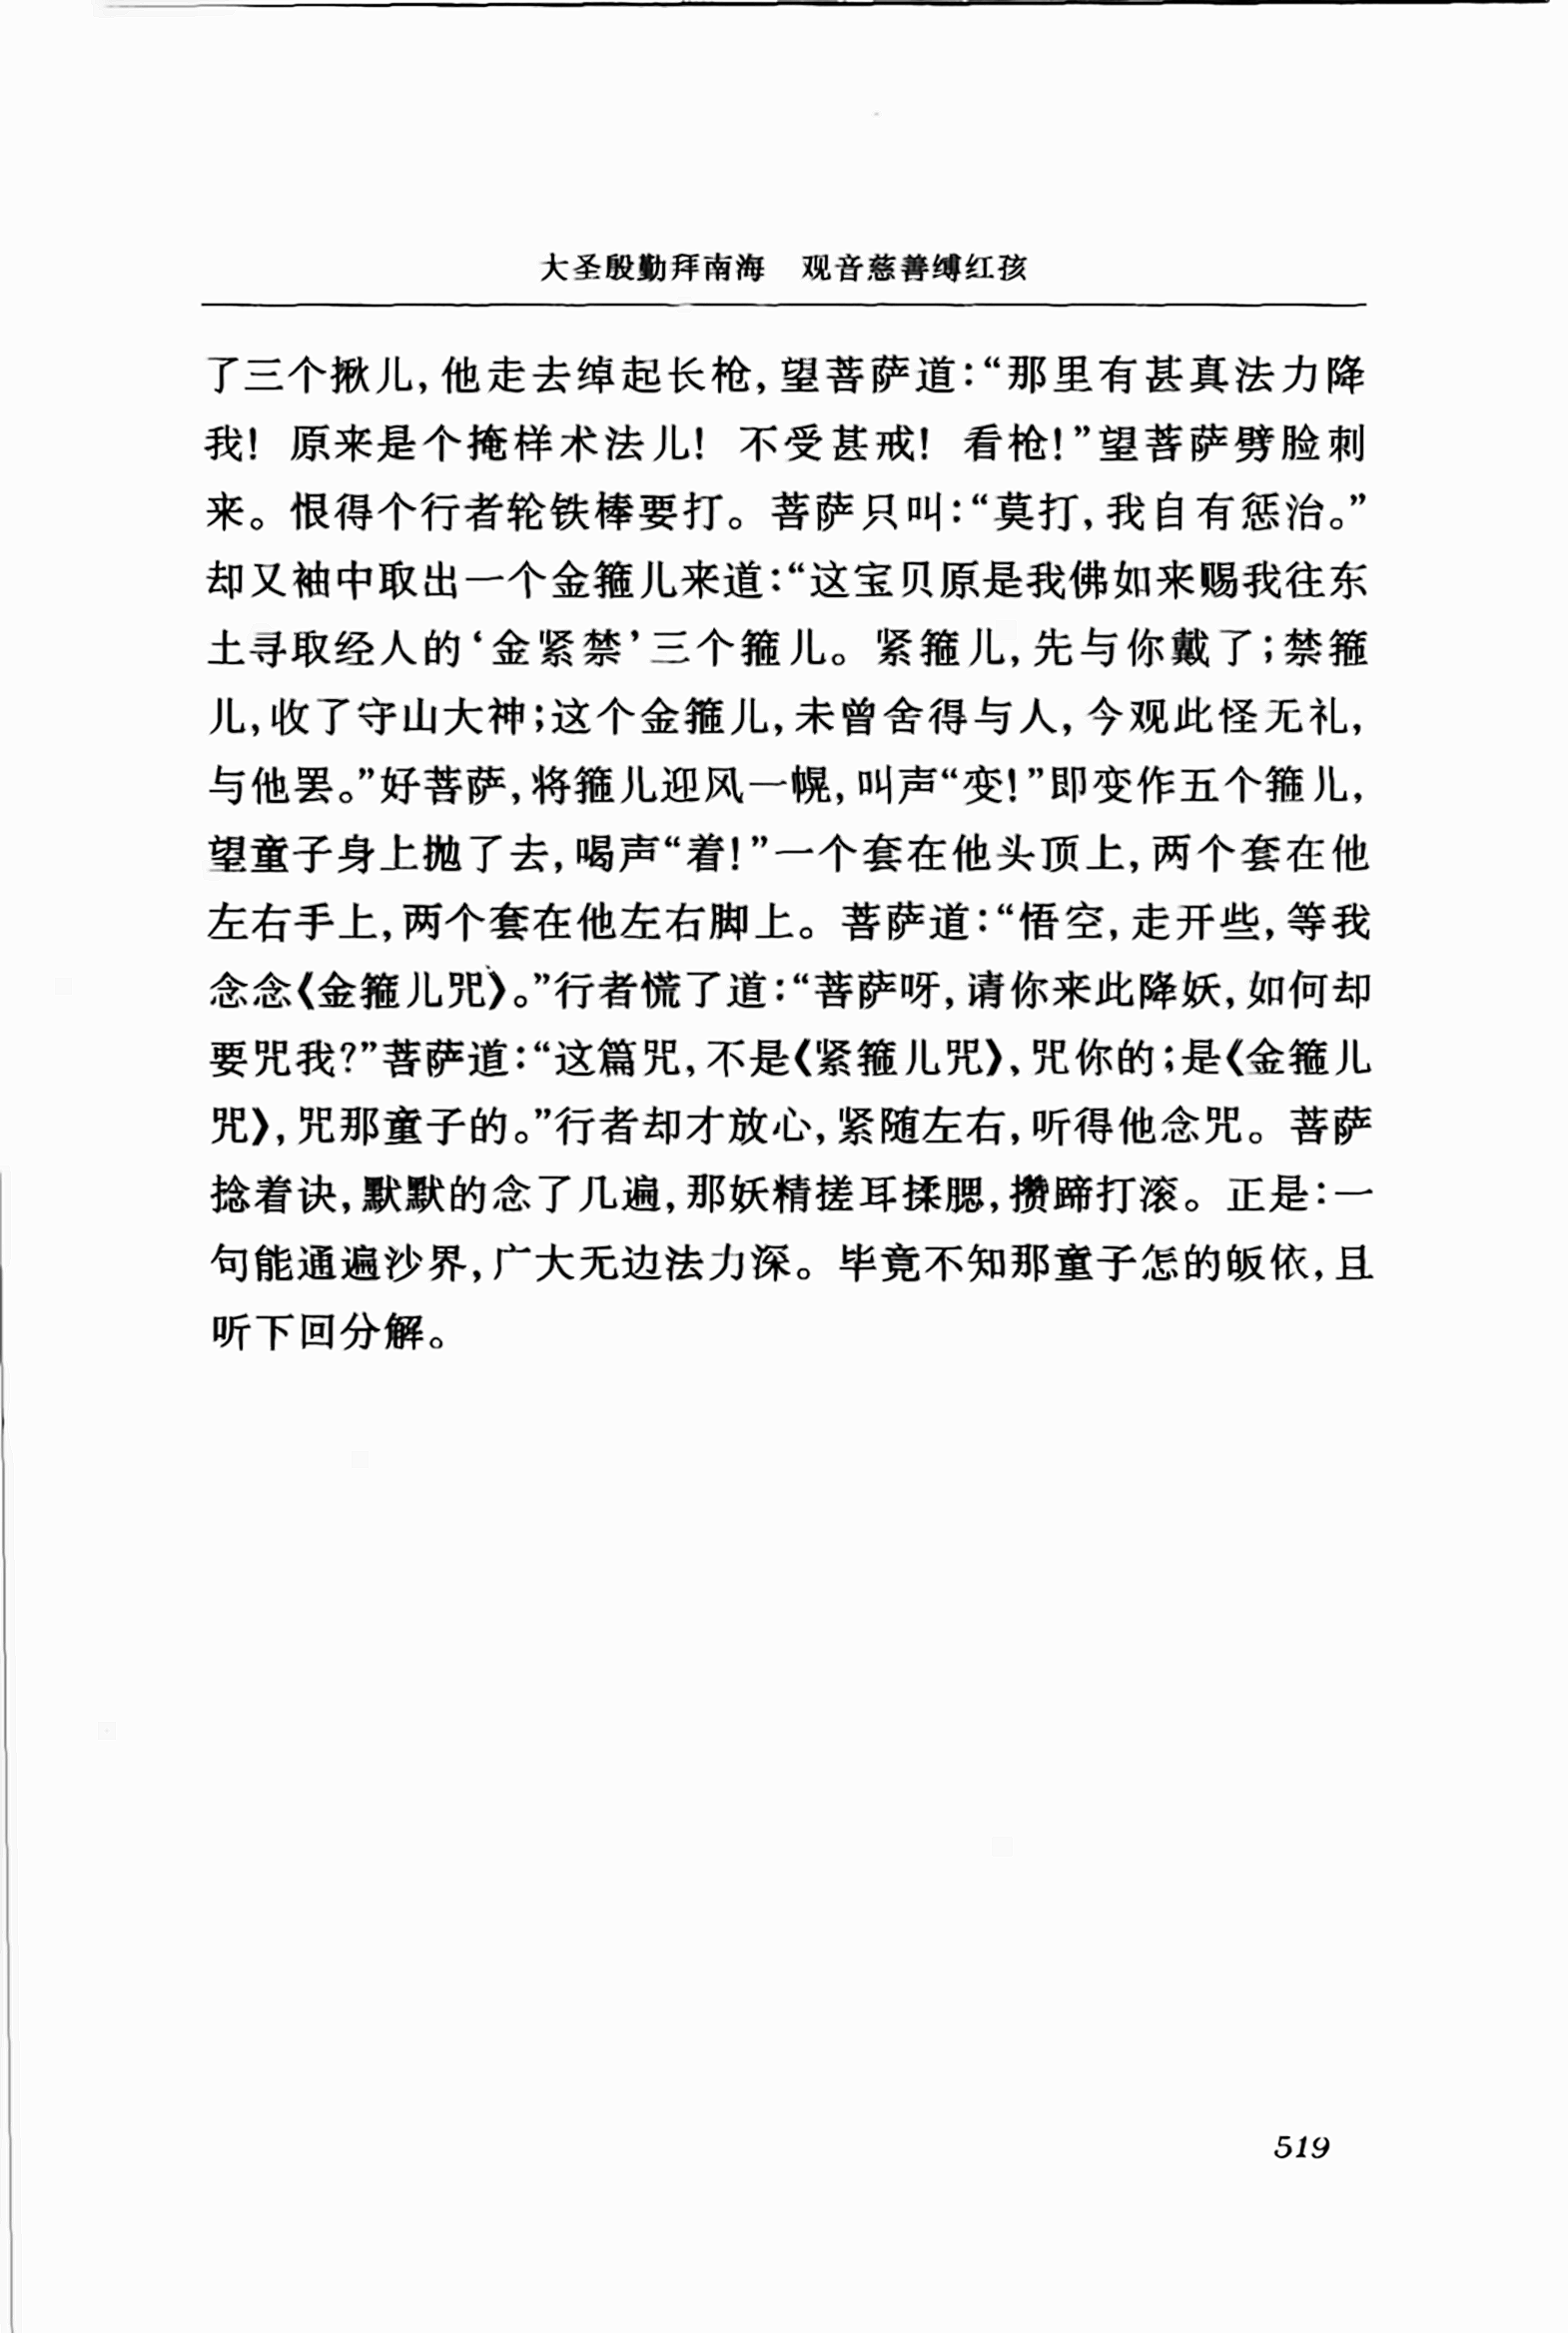 大圣殷勤拜南海　观音慈善缚红孩
了三个揪儿,他走去绰起长枪,望菩萨道:“那里有甚真法力降
我! 原来是个掩样术法儿! 不受甚戒! 看枪!”望菩萨劈脸刺
来。恨得个行者轮铁棒要打。菩萨只叫:“莫打,我自有惩治。”
却又袖中取出一个金箍儿来道:“这宝贝原是我佛如来赐我往东
土寻取经人的‘金紧禁’三个箍儿。紧箍儿,先与你戴了;禁箍
儿,收了守山大神;这个金箍儿,未曾舍得与人,今观此怪无礼,
与他罢。”好菩萨,将箍儿迎风一幌,叫声“变!”即变作五个箍儿,
望童子身上抛了去,喝声“着!”一个套在他头顶上,两个套在他
左右手上,两个套在他左右脚上。菩萨道:“悟空,走开些,等我
念念《金箍儿咒》。”行者慌了道:“菩萨呀,请你来此降妖,如何却
要咒我?”菩萨道:“这篇咒,不是《紧箍儿咒》,咒你的;是《金箍儿
咒》,咒那童子的。”行者却才放心,紧随左右,听得他念咒。菩萨
捻着诀,默默的念了几遍,那妖精搓耳揉腮,攒蹄打滚。正是:一
句能通遍沙界,广大无边法力深。毕竟不知那童子怎的皈依,且
听下回分解。
519